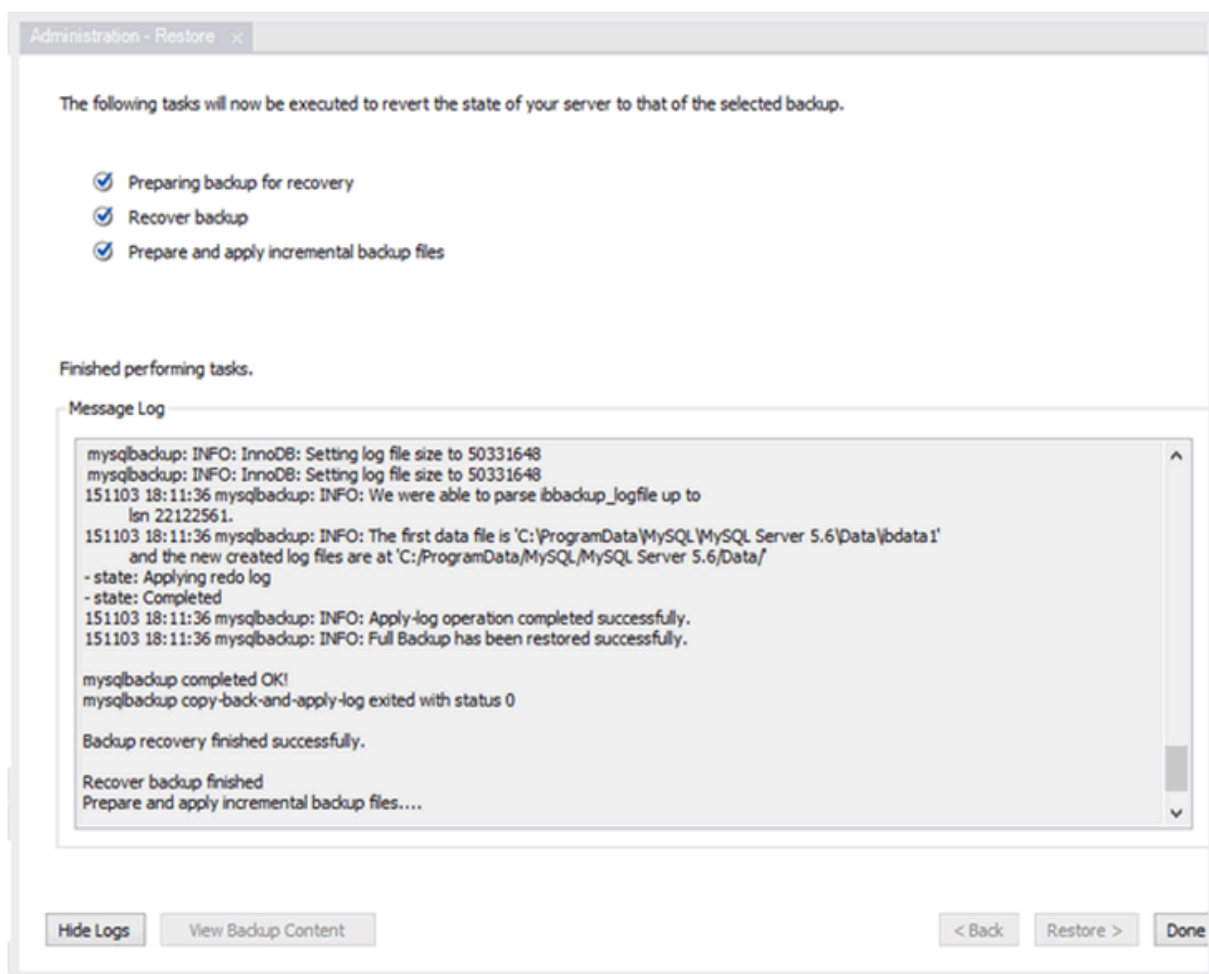 Administration - Restore ×
The following tasks will now be executed to revert the state of your server to that of the selected backup.
Preparing backup for recovery
Recover backup
Prepare and apply incremental backup files
Finished performing tasks.
Message Log
mysqlbackup: INFO: InnoDB: Setting log file size to 50331648
mysqlbackup: INFO: InnoDB: Setting log file size to 50331648
151103 18:11:36 mysqlbackup: INFO: We were able to parse ibbackup_logfile up to
lsn 22122561.
151103 18:11:36 mysqlbackup: INFO: The first data file is 'C:\ProgramData\MySQL\MySQL Server 5.6\Data\ibdata1'
and the new created log files are at 'C:/ProgramData/MySQL/MySQL Server 5.6/Data/'
- state: Applying redo log
- state: Completed
151103 18:11:36 mysqlbackup: INFO: Apply-log operation completed successfully.
151103 18:11:36 mysqlbackup: INFO: Full Backup has been restored successfully.
mysqlbackup completed OK!
mysqlbackup copy-back-and-apply-log exited with status 0
Backup recovery finished successfully.
Recover backup finished
Prepare and apply incremental backup files....
Hide Logs View Backup Content < Back Restore > Done